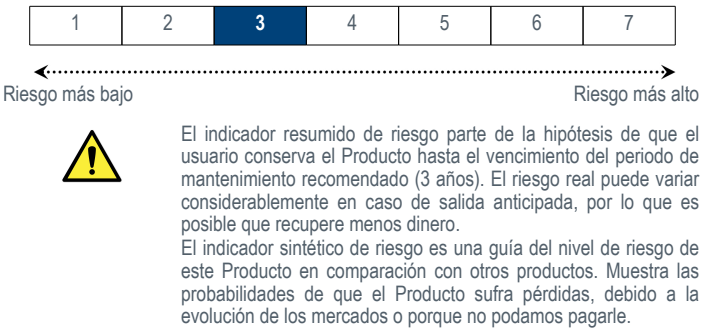 1 2 3 4 5 6 7
Riesgo más bajo Riesgo más alto
El indicador resumido de riesgo parte de la hipótesis de que el
usuario conserva el Producto hasta el vencimiento del periodo de
mantenimiento recomendado (3 años). El riesgo real puede variar
considerablemente en caso de salida anticipada, por lo que es
posible que recupere menos dinero.
El indicador sintético de riesgo es una guía del nivel de riesgo de
este Producto en comparación con otros productos. Muestra las
probabilidades de que el Producto sufra pérdidas, debido a la
evolución de los mercados o porque no podamos pagarle.